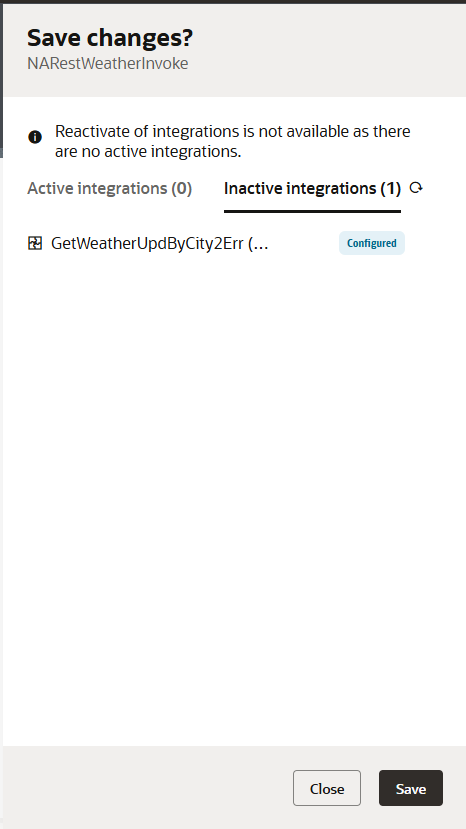 Save changes?
NARestWeatherInvoke
Reactivate of integrations is not available as there
are no active integrations.
Active integrations (0) Inactive integrations (1)
GetWeatherUpdByCity2Err (... Configured
Close Save